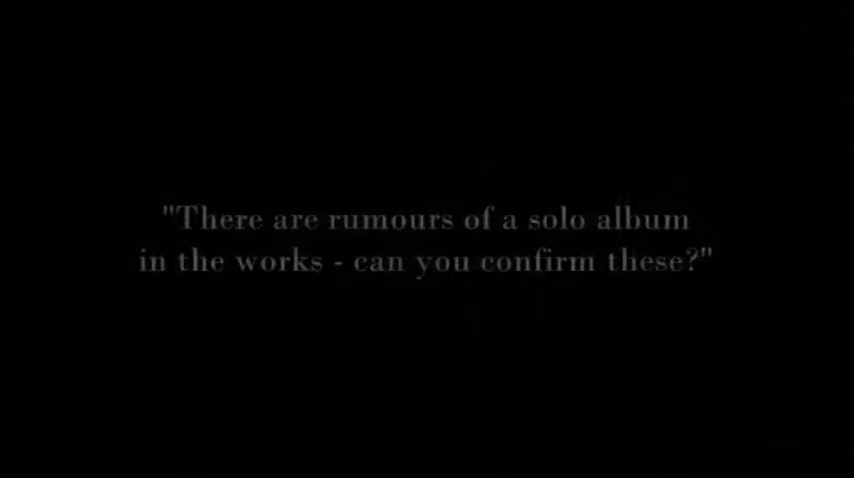 "There are rumours of a solo album
in the works - can you confirm these?"